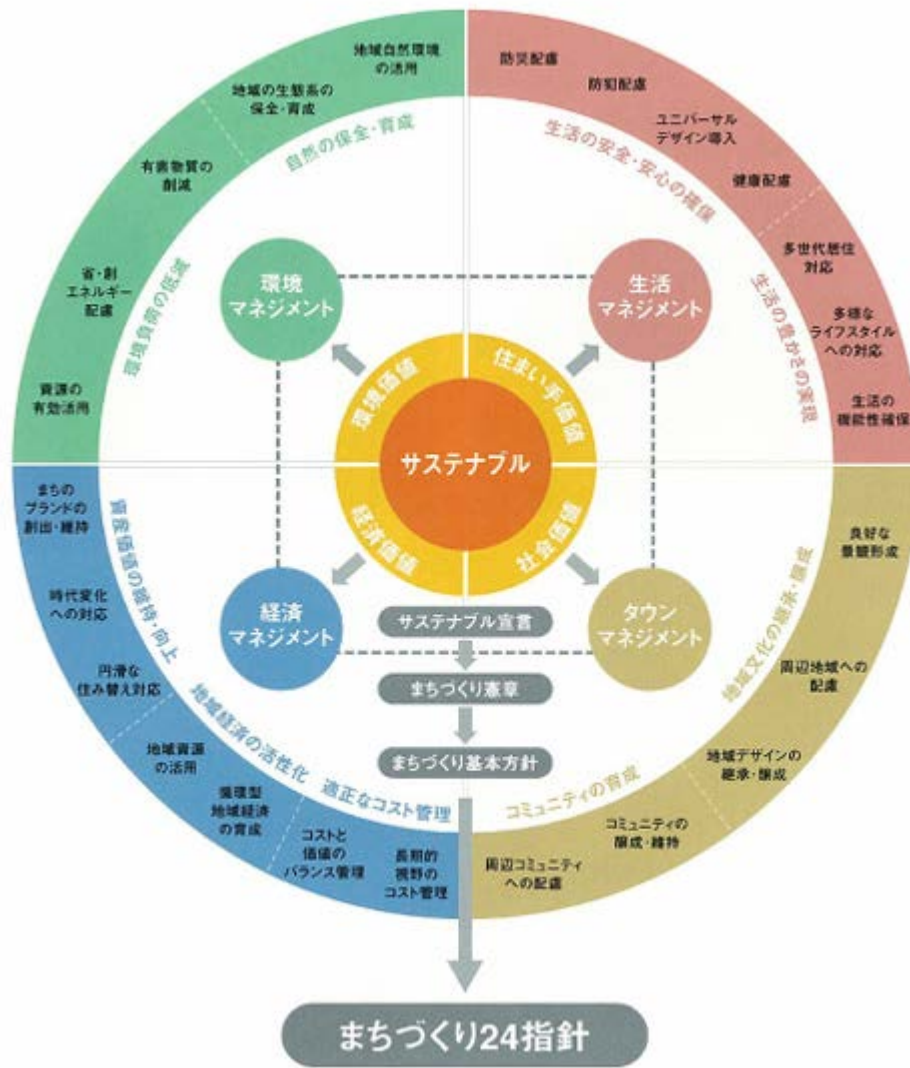 地域自然環境
の活用
地域の生態系の
保全・育成
有害物質の
削減
省・創
エネルギー
配慮
資源の
有効活用
自然の保全・育成
環境負荷の低減
防災配慮
防犯配慮
ユニバーサル
デザイン導入
健康配慮
多世代居住
対応
多様な
ライフスタイル
への対応
生活の
機能性確保
生活の安全・安心の確保
生活の豊かさの実現
環境
マネジメント
生活
マネジメント
環境価値
住まい手価値
サステナブル
経済価値
社会価値
経済
マネジメント
タウン
マネジメント
サステナブル宣言
まちづくり憲章
まちづくり基本方針
まちの
ブランドの
創出・維持
時代変化
への対応
円滑な
住み替え対応
地域資源
の活用
循環型
地域経済
の育成
コストと
価値の
バランス管理
長期的
視野の
コスト管理
資産価値の維持・向上
地域経済の活性化
適正なコスト管理
良好な
景観形成
周辺地域への
配慮
地域デザインの
継承・醸成
コミュニティの
醸成・維持
周辺コミュニティ
への配慮
地域文化の継承・醸成
コミュニティの育成
まちづくり24指針